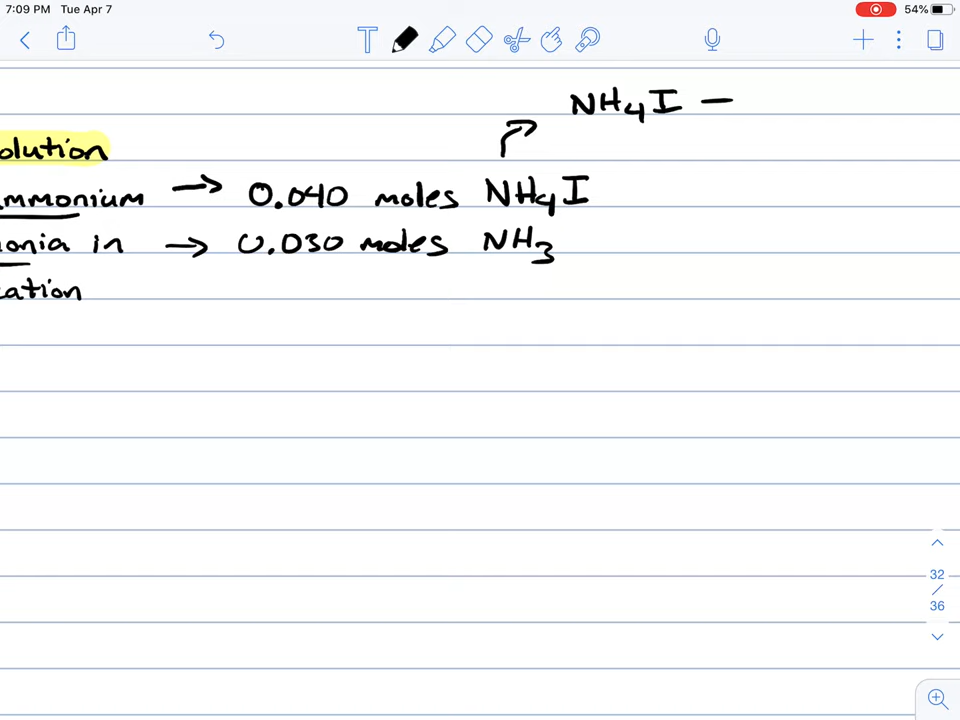 7:09 PM Tue Apr 7
54%
T
NH4I —
olution
mmonium → 0.040 moles NH4I
onia in → 0.030 moles NH3
cation
32
/
36